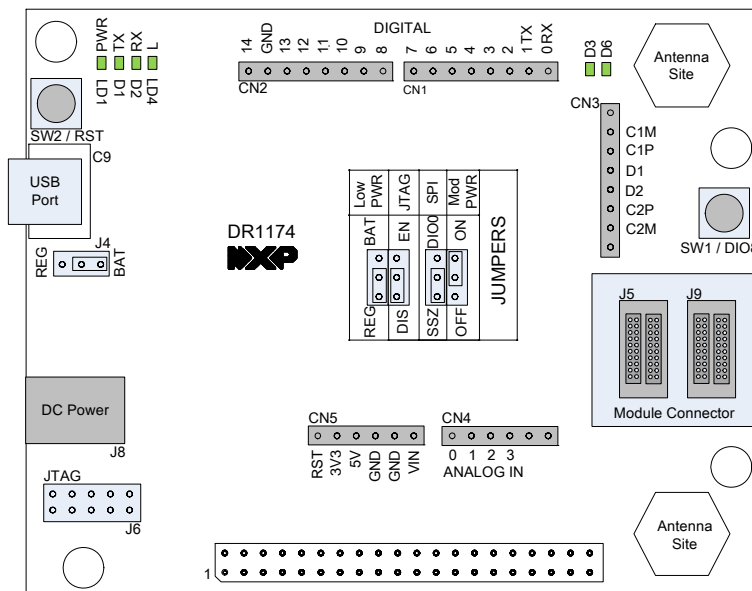 PWR
TX
RX
L
LD1
D1
D2
LD4
SW2 / RST
C9
USB
Port
J4
REG
BAT
DC Power
J8
JTAG
J6
DIGITAL
14
GND
13
12
11
10
9
8
CN2
7
6
5
4
3
2
1 TX
0 RX
CN1
D3
D6
Antenna
Site
CN3
C1M
C1P
D1
D2
C2P
C2M
SW1 / DIO8
DR1174
NXP
Low
PWR
JTAG
SPI
Mod
PWR
BAT
EN
DIO0
ON
REG
DIS
SSZ
OFF
JUMPERS
J5
J9
Module Connector
CN5
RST
3V3
5V
GND
GND
VIN
CN4
0
1
2
3
ANALOG IN
Antenna
Site
1